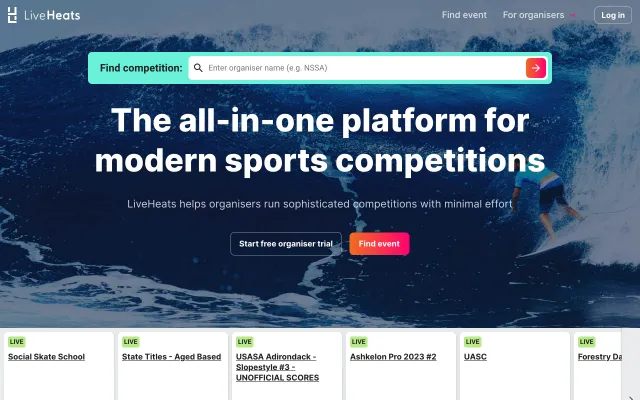 LiveHeats
Find event
For organisers
Log in
Find competition:
Enter organiser name (e.g. NSSA)
The all-in-one platform for
modern sports competitions
LiveHeats helps organisers run sophisticated competitions with minimal effort
Start free organiser trial
Find event
LIVE
Social Skate School
LIVE
State Titles - Aged Based
LIVE
USASA Adirondack -
Slopestyle #3 -
UNOFFICIAL SCORES
LIVE
Ashkelon Pro 2023 #2
LIVE
UASC
LIVE
Forestry Da